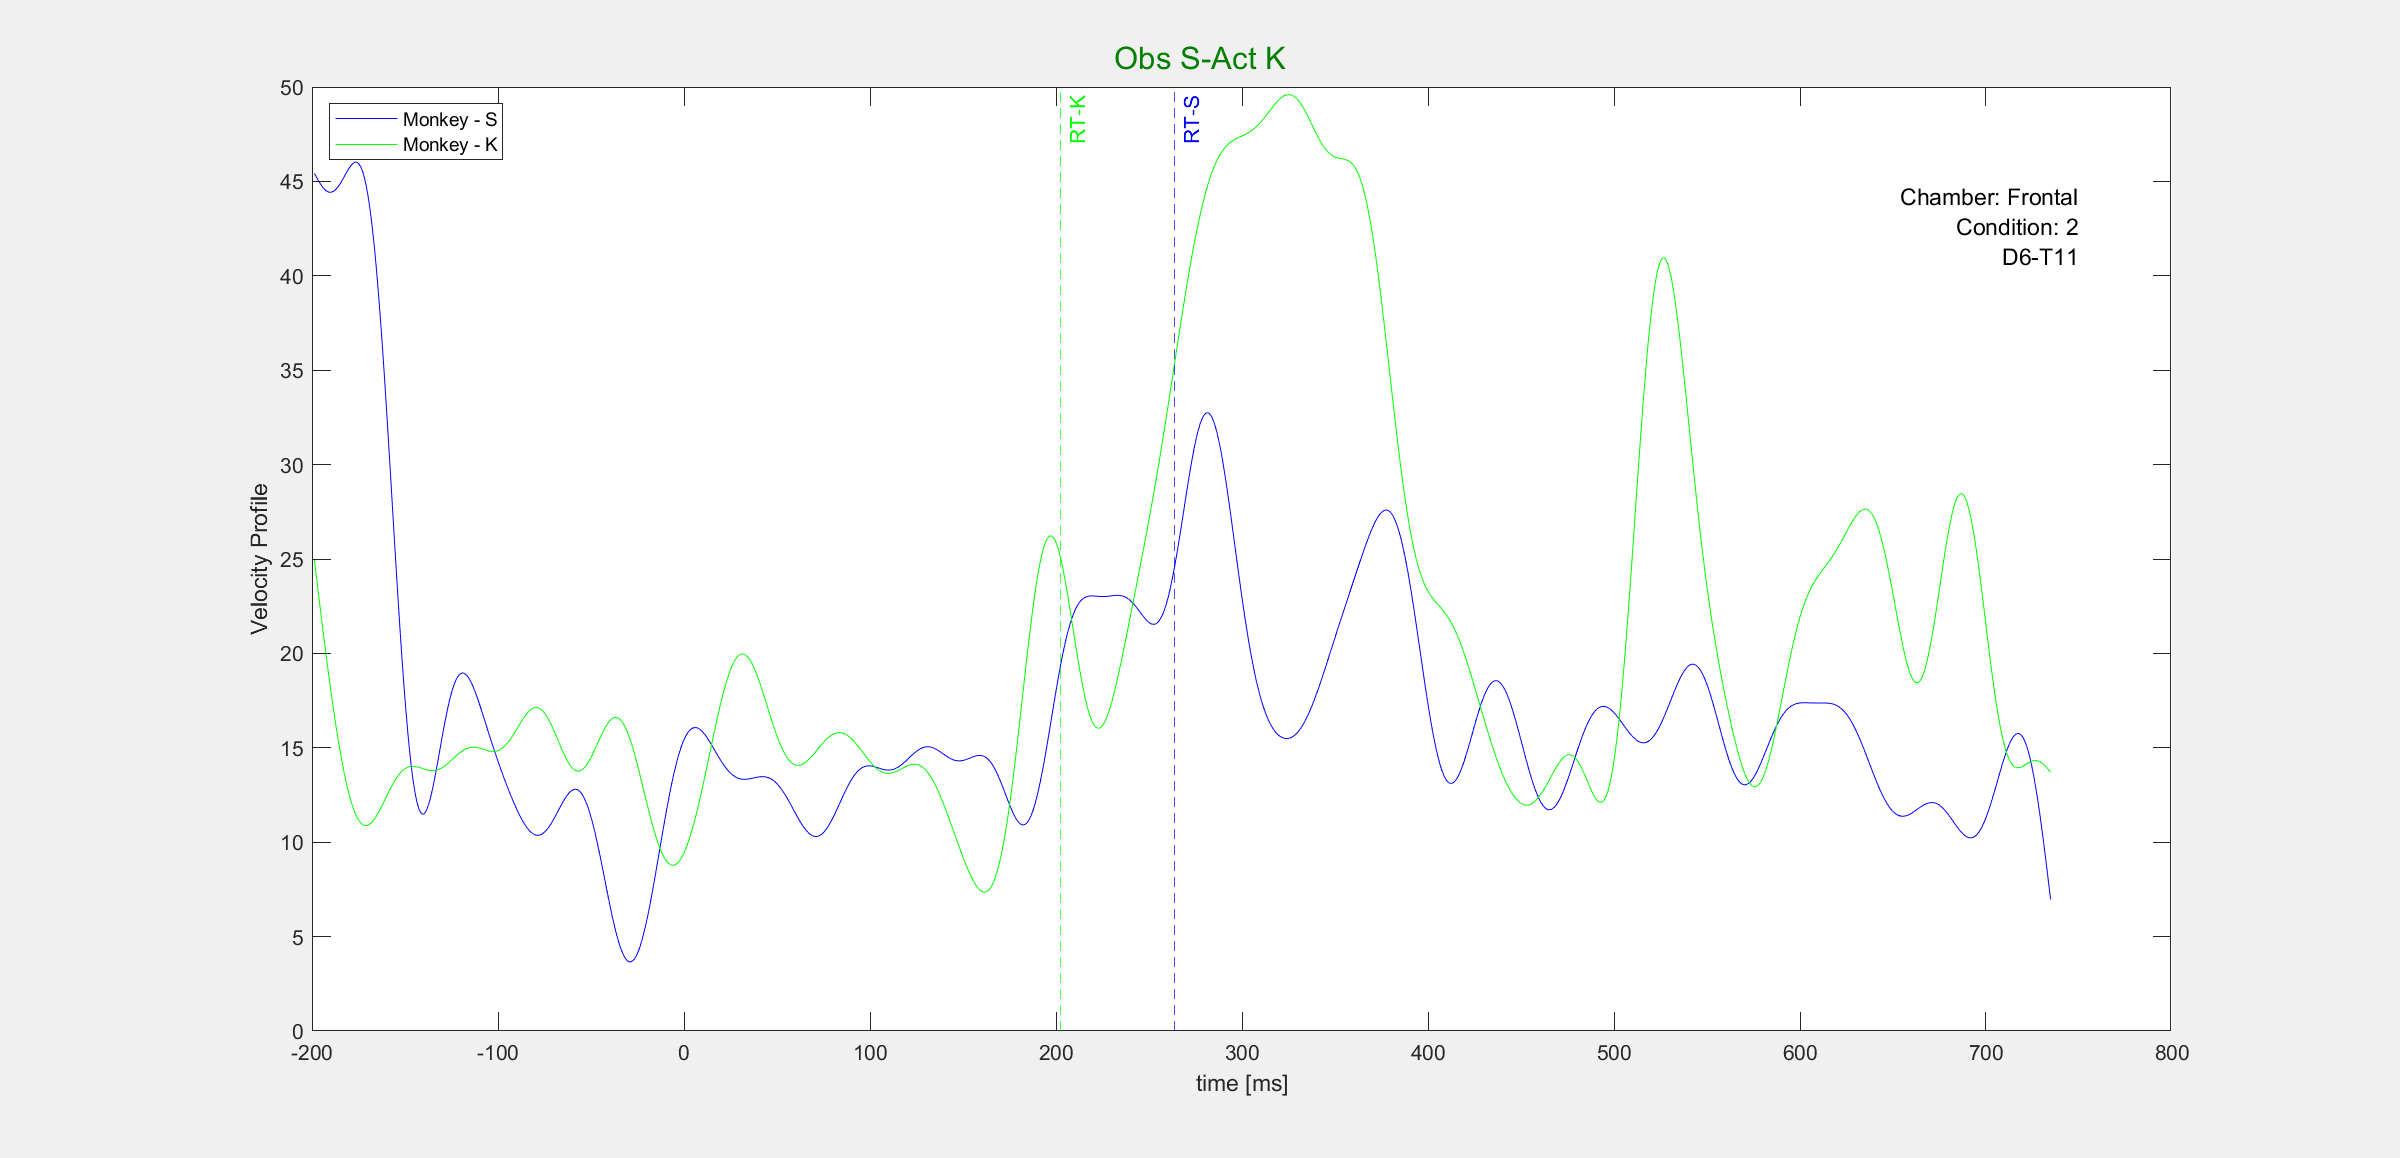 Obs S-Act K
Monkey - S
Monkey - K
RT-K
RT-S
Chamber: Frontal
Condition: 2
D6-T11
Velocity Profile
50
45
40
35
30
25
20
15
10
5
0
-200 -100 0 100 200 300 400 500 600 700 800
time [ms]